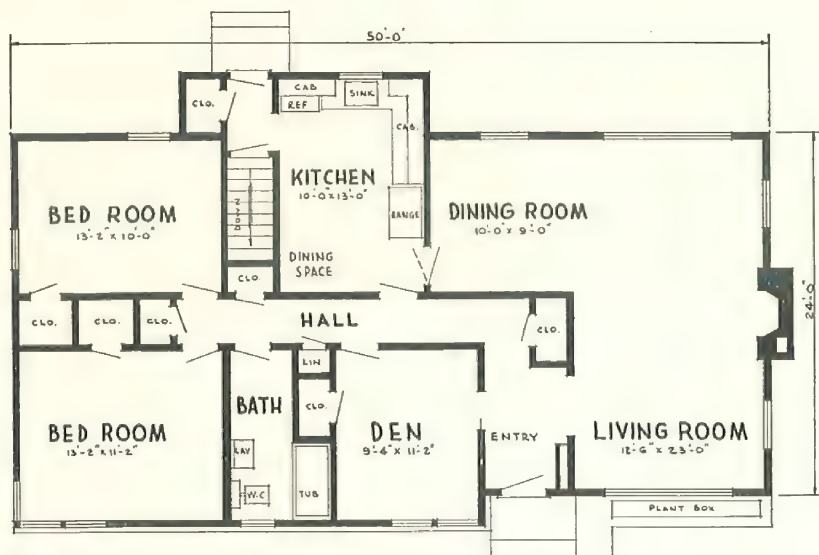 50'-0"
CLO.
CAB
REF
SINK
CAB.
KITCHEN
10'-0" X 13'-0"
RANGE
BED ROOM
13'-2" X 10'-0"
DOWN
DINING ROOM
10'-0" X 9'-0"
DINING
SPACE
CLO.
24'-0"
CLO.
CLO.
CLO.
HALL
CLO.
LIN
BED ROOM
13'-2" X 11'-2"
BATH
CLO.
DEN
9'-4" X 11'-2"
ENTRY
LIVING ROOM
12'-6" X 23'-0"
LAV
W.C
TUB
PLANT BOX